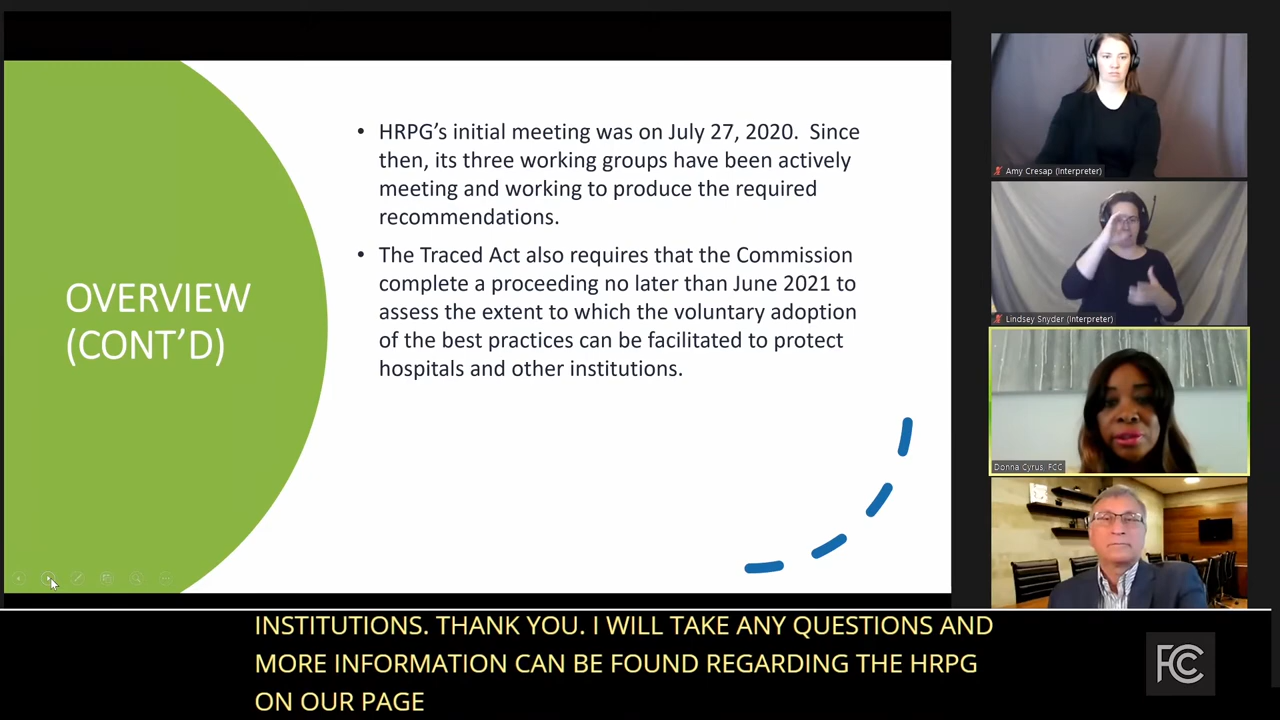 OVERVIEW
(CONT'D)
• HRPG's initial meeting was on July 27, 2020.  Since
then, its three working groups have been actively
meeting and working to produce the required
recommendations.
• The Traced Act also requires that the Commission
complete a proceeding no later than June 2021 to
assess the extent to which the voluntary adoption
of the best practices can be facilitated to protect
hospitals and other institutions.
Amy Cresap (Interpreter)
Lindsey Snyder (Interpreter)
Donna Cyrus, FCC
INSTITUTIONS. THANK YOU. I WILL TAKE ANY QUESTIONS AND
MORE INFORMATION CAN BE FOUND REGARDING THE HRPG
ON OUR PAGE
FCC